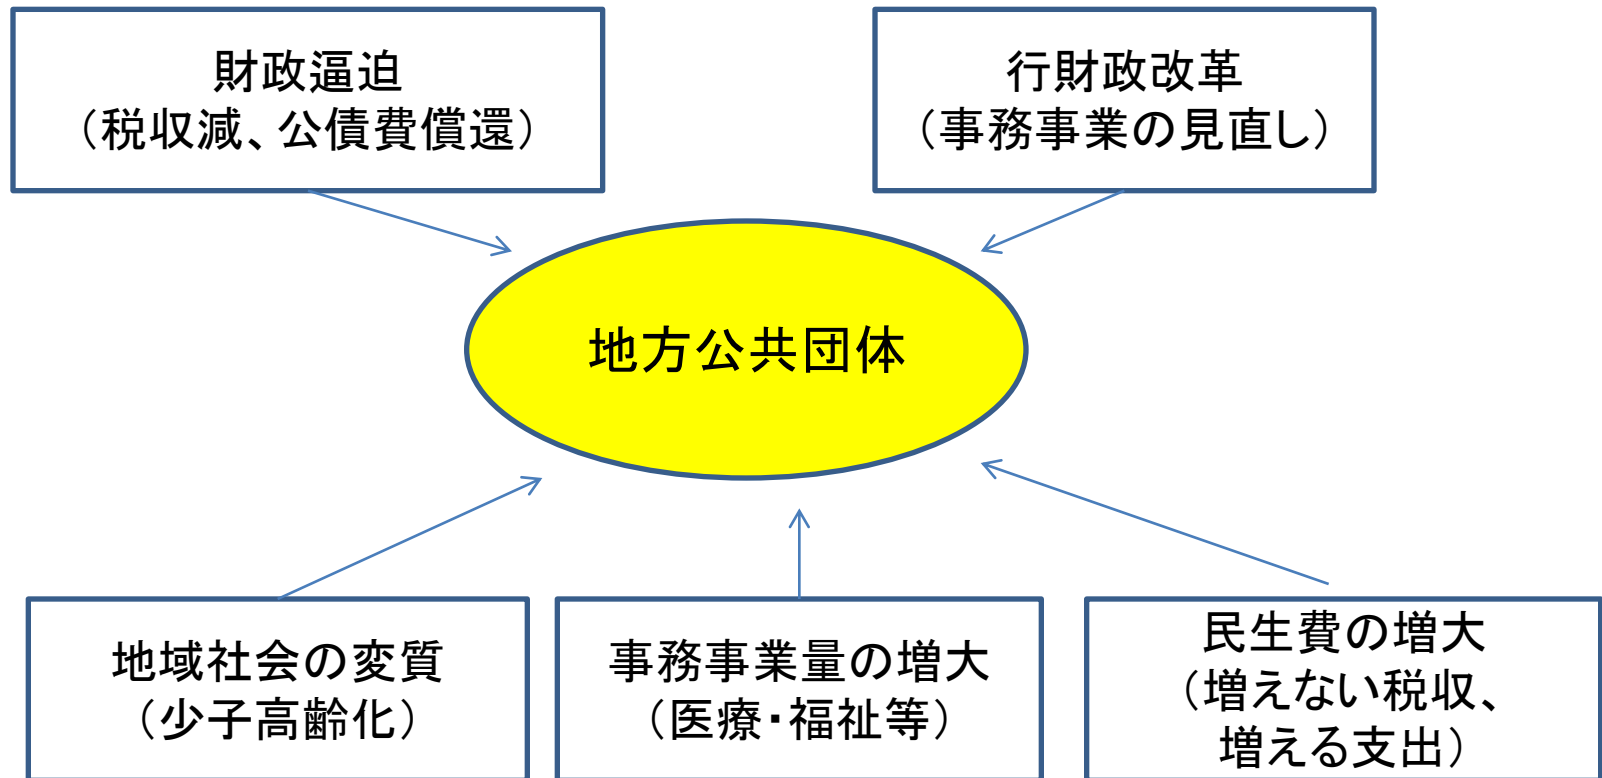 財政逼迫
（税収減、公債費償還）
行財政改革
（事務事業の見直し）
地方公共団体
地域社会の変質
（少子高齢化）
事務事業量の増大
（医療・福祉等）
民生費の増大
（増えない税収、
増える支出）